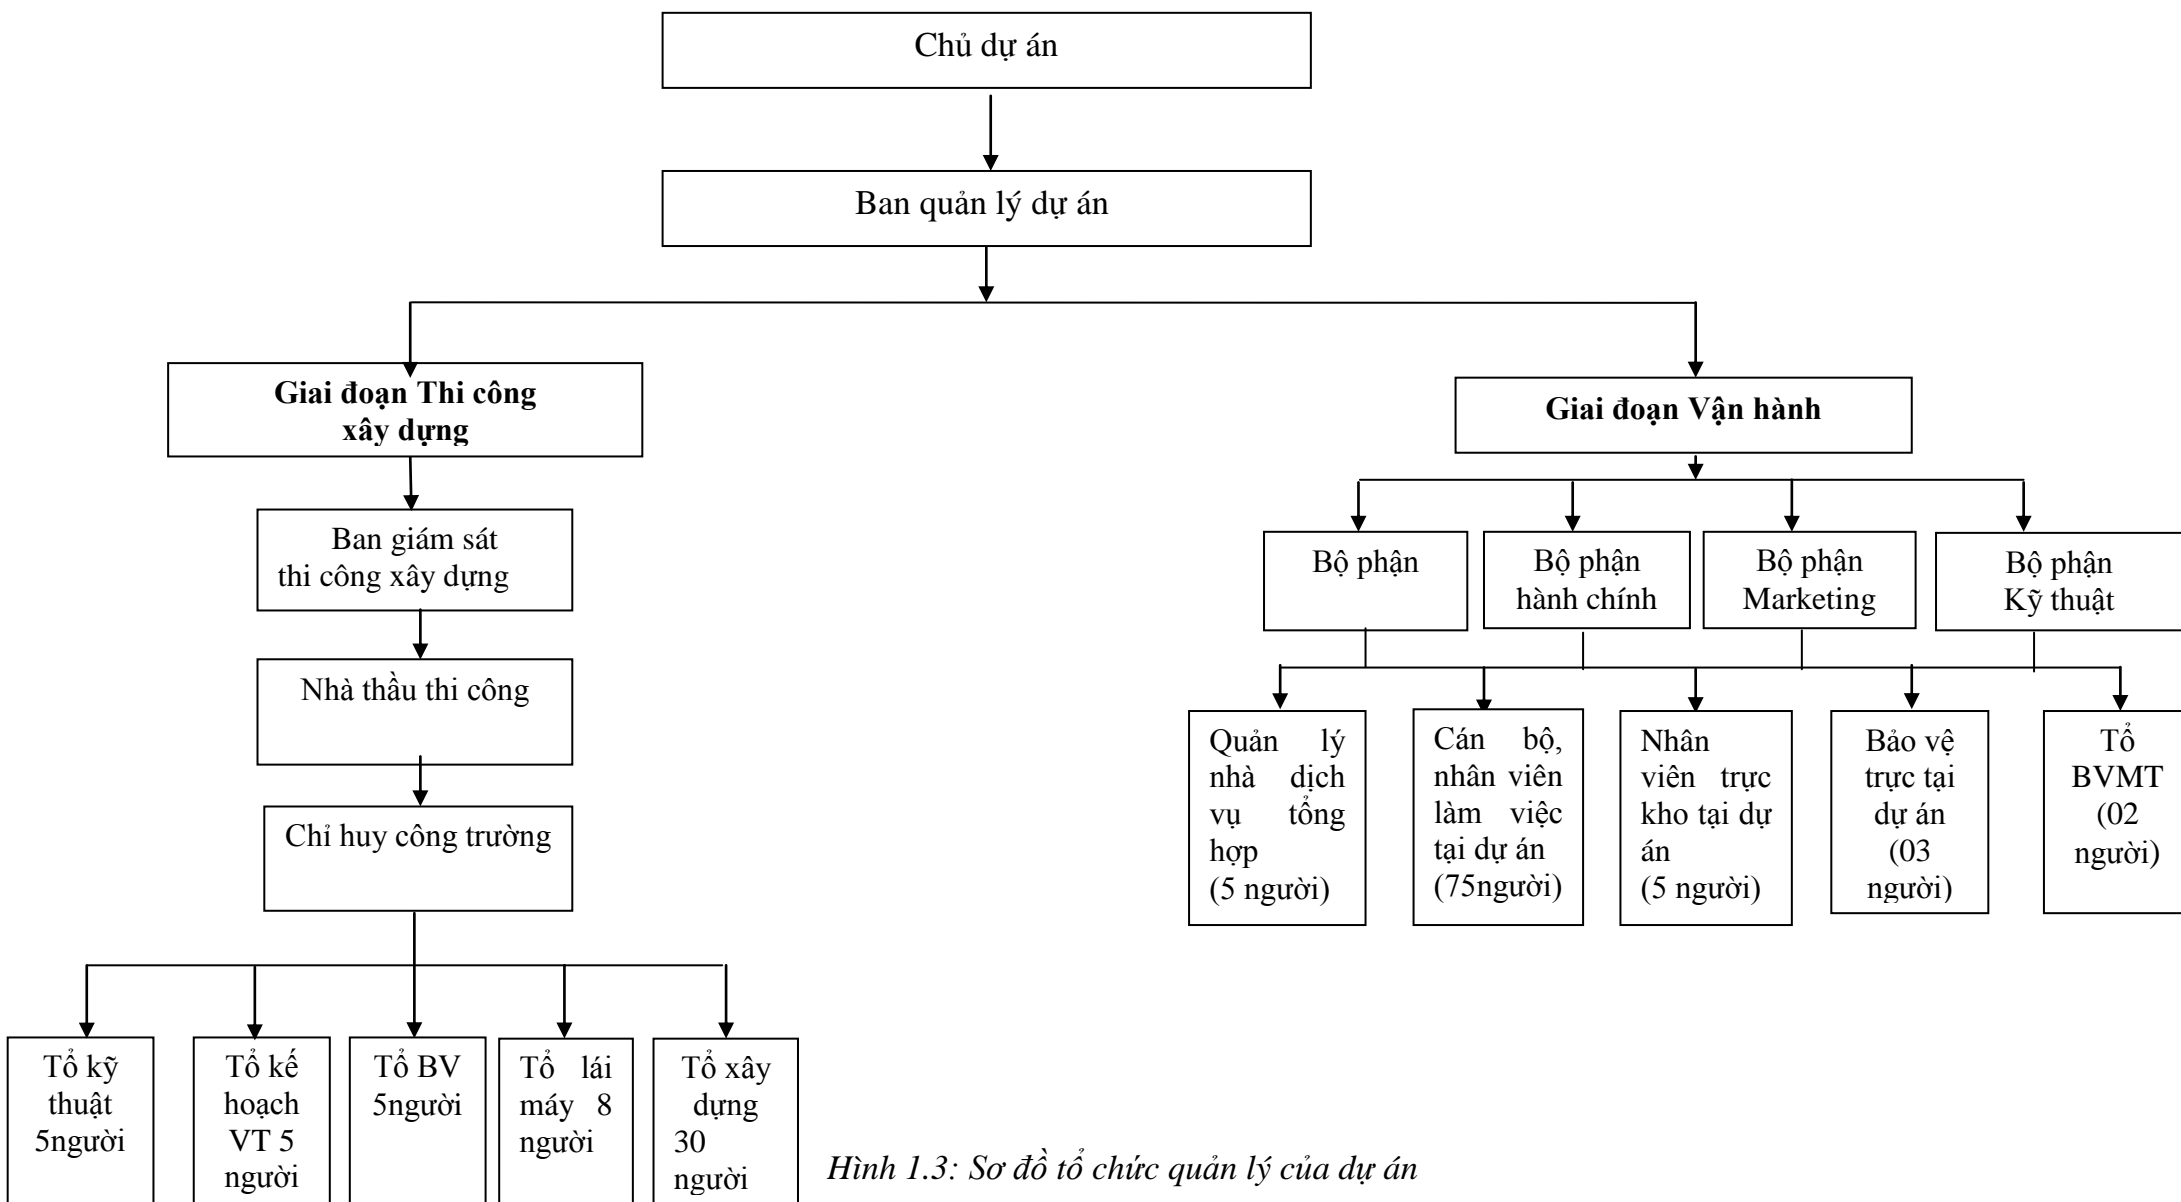 Chủ dự án
Ban quản lý dự án
Giai đoạn Thi công
xây dựng
Giai đoạn Vận hành
Ban giám sát
thi công xây dựng
Nhà thầu thi công
Chỉ huy công trường
Bộ phận
Bộ phận
hành chính
Bộ phận
Marketing
Bộ phận
Kỹ thuật
Quản lý
nhà dịch
vụ tổng
hợp
(5 người)
Cán bộ,
nhân viên
làm việc
tại dự án
(75người)
Nhân
viên trực
kho tại dự
án
(5 người)
Bảo vệ
trực tại
dự án
(03
người)
Tổ
BVMT
(02
người)
Tổ kỹ
thuật
5người
Tổ kế
hoạch
VT 5
người
Tổ BV
5người
Tổ lái
máy 8
người
Tổ xây
dựng
30
người
Hình 1.3: Sơ đồ tổ chức quản lý của dự án